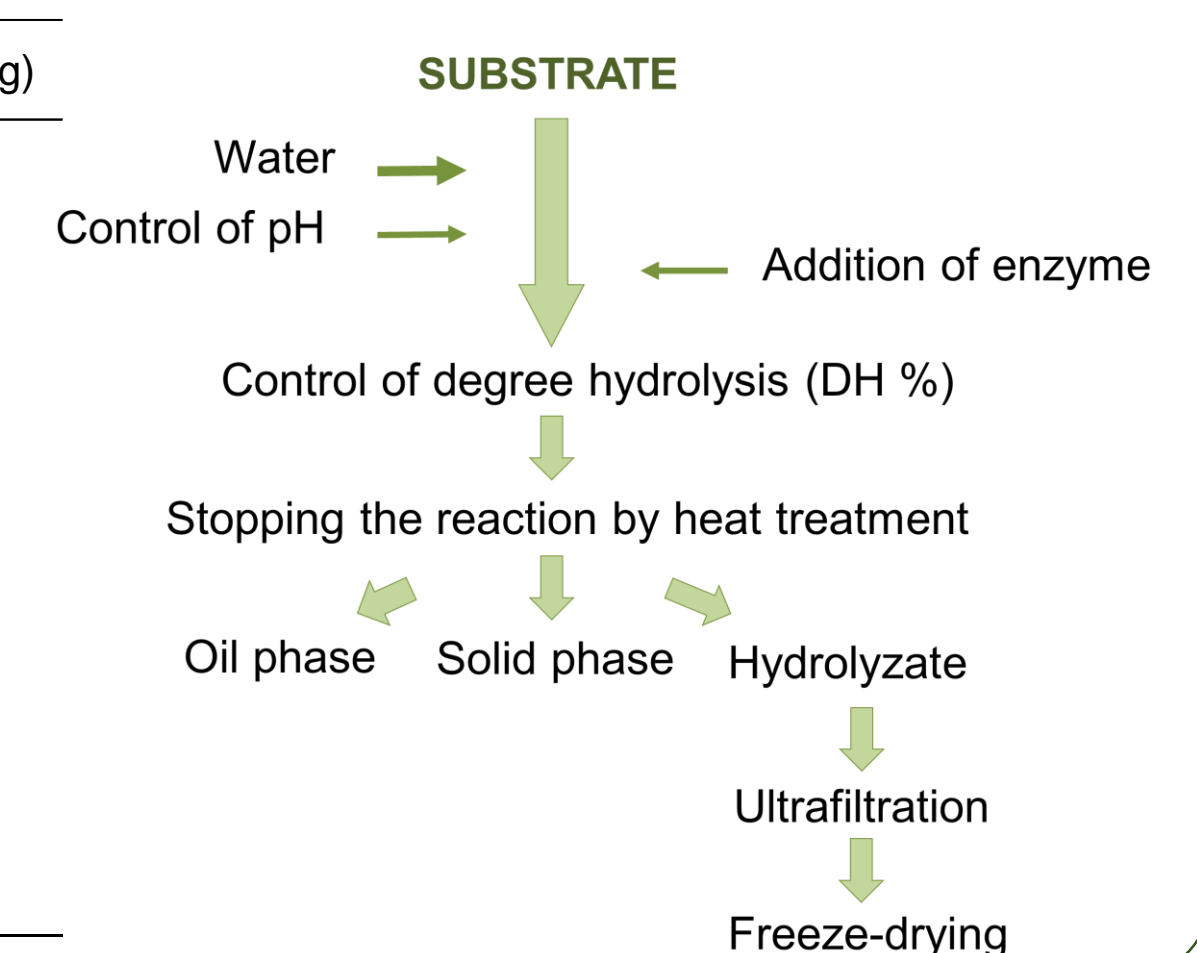 g)
SUBSTRATE
Water
Control of pH
Addition of enzyme
Control of degree hydrolysis (DH %)
Stopping the reaction by heat treatment
Oil phase Solid phase Hydrolyzate
Ultrafiltration
Freeze-drying